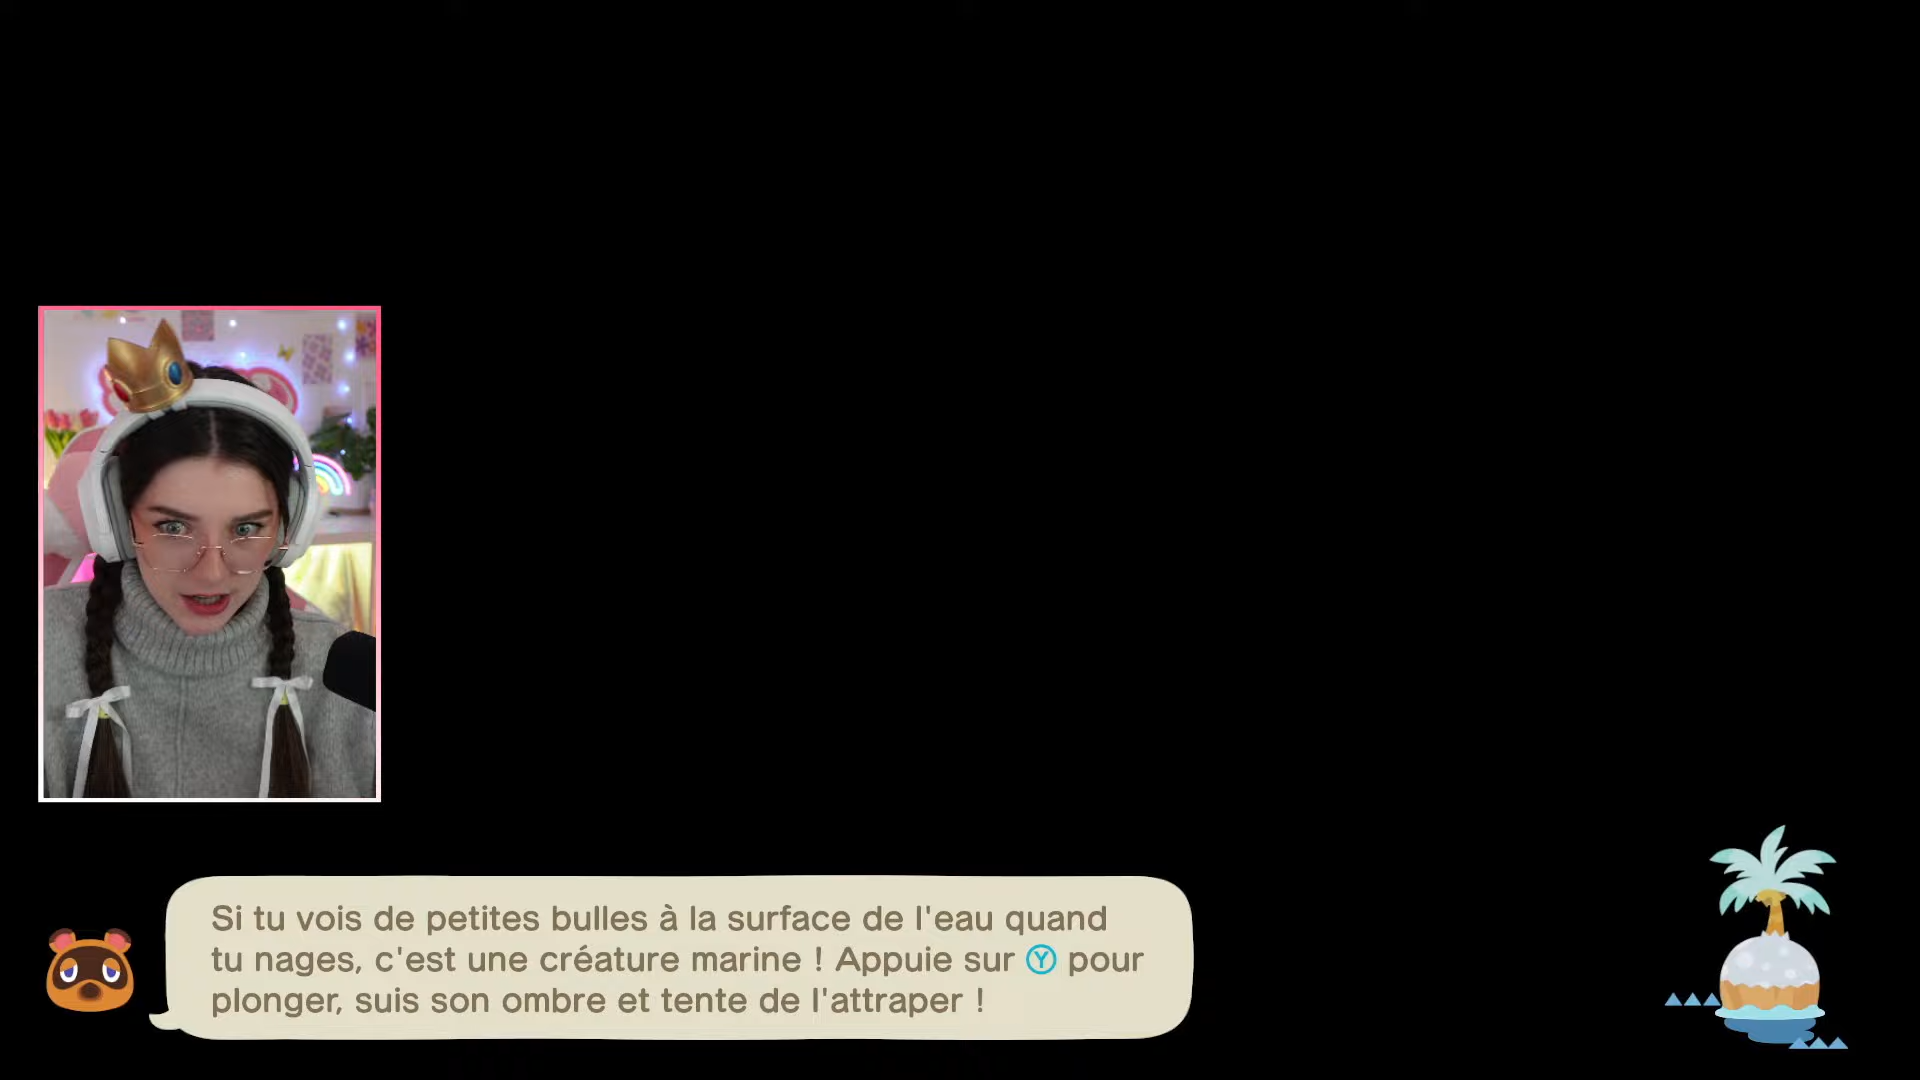 Si tu vois de petites bulles à la surface de l'eau quand
tu nages, c'est une créature marine ! Appuie sur Ⓨ pour
plonger, suis son ombre et tente de l'attraper !